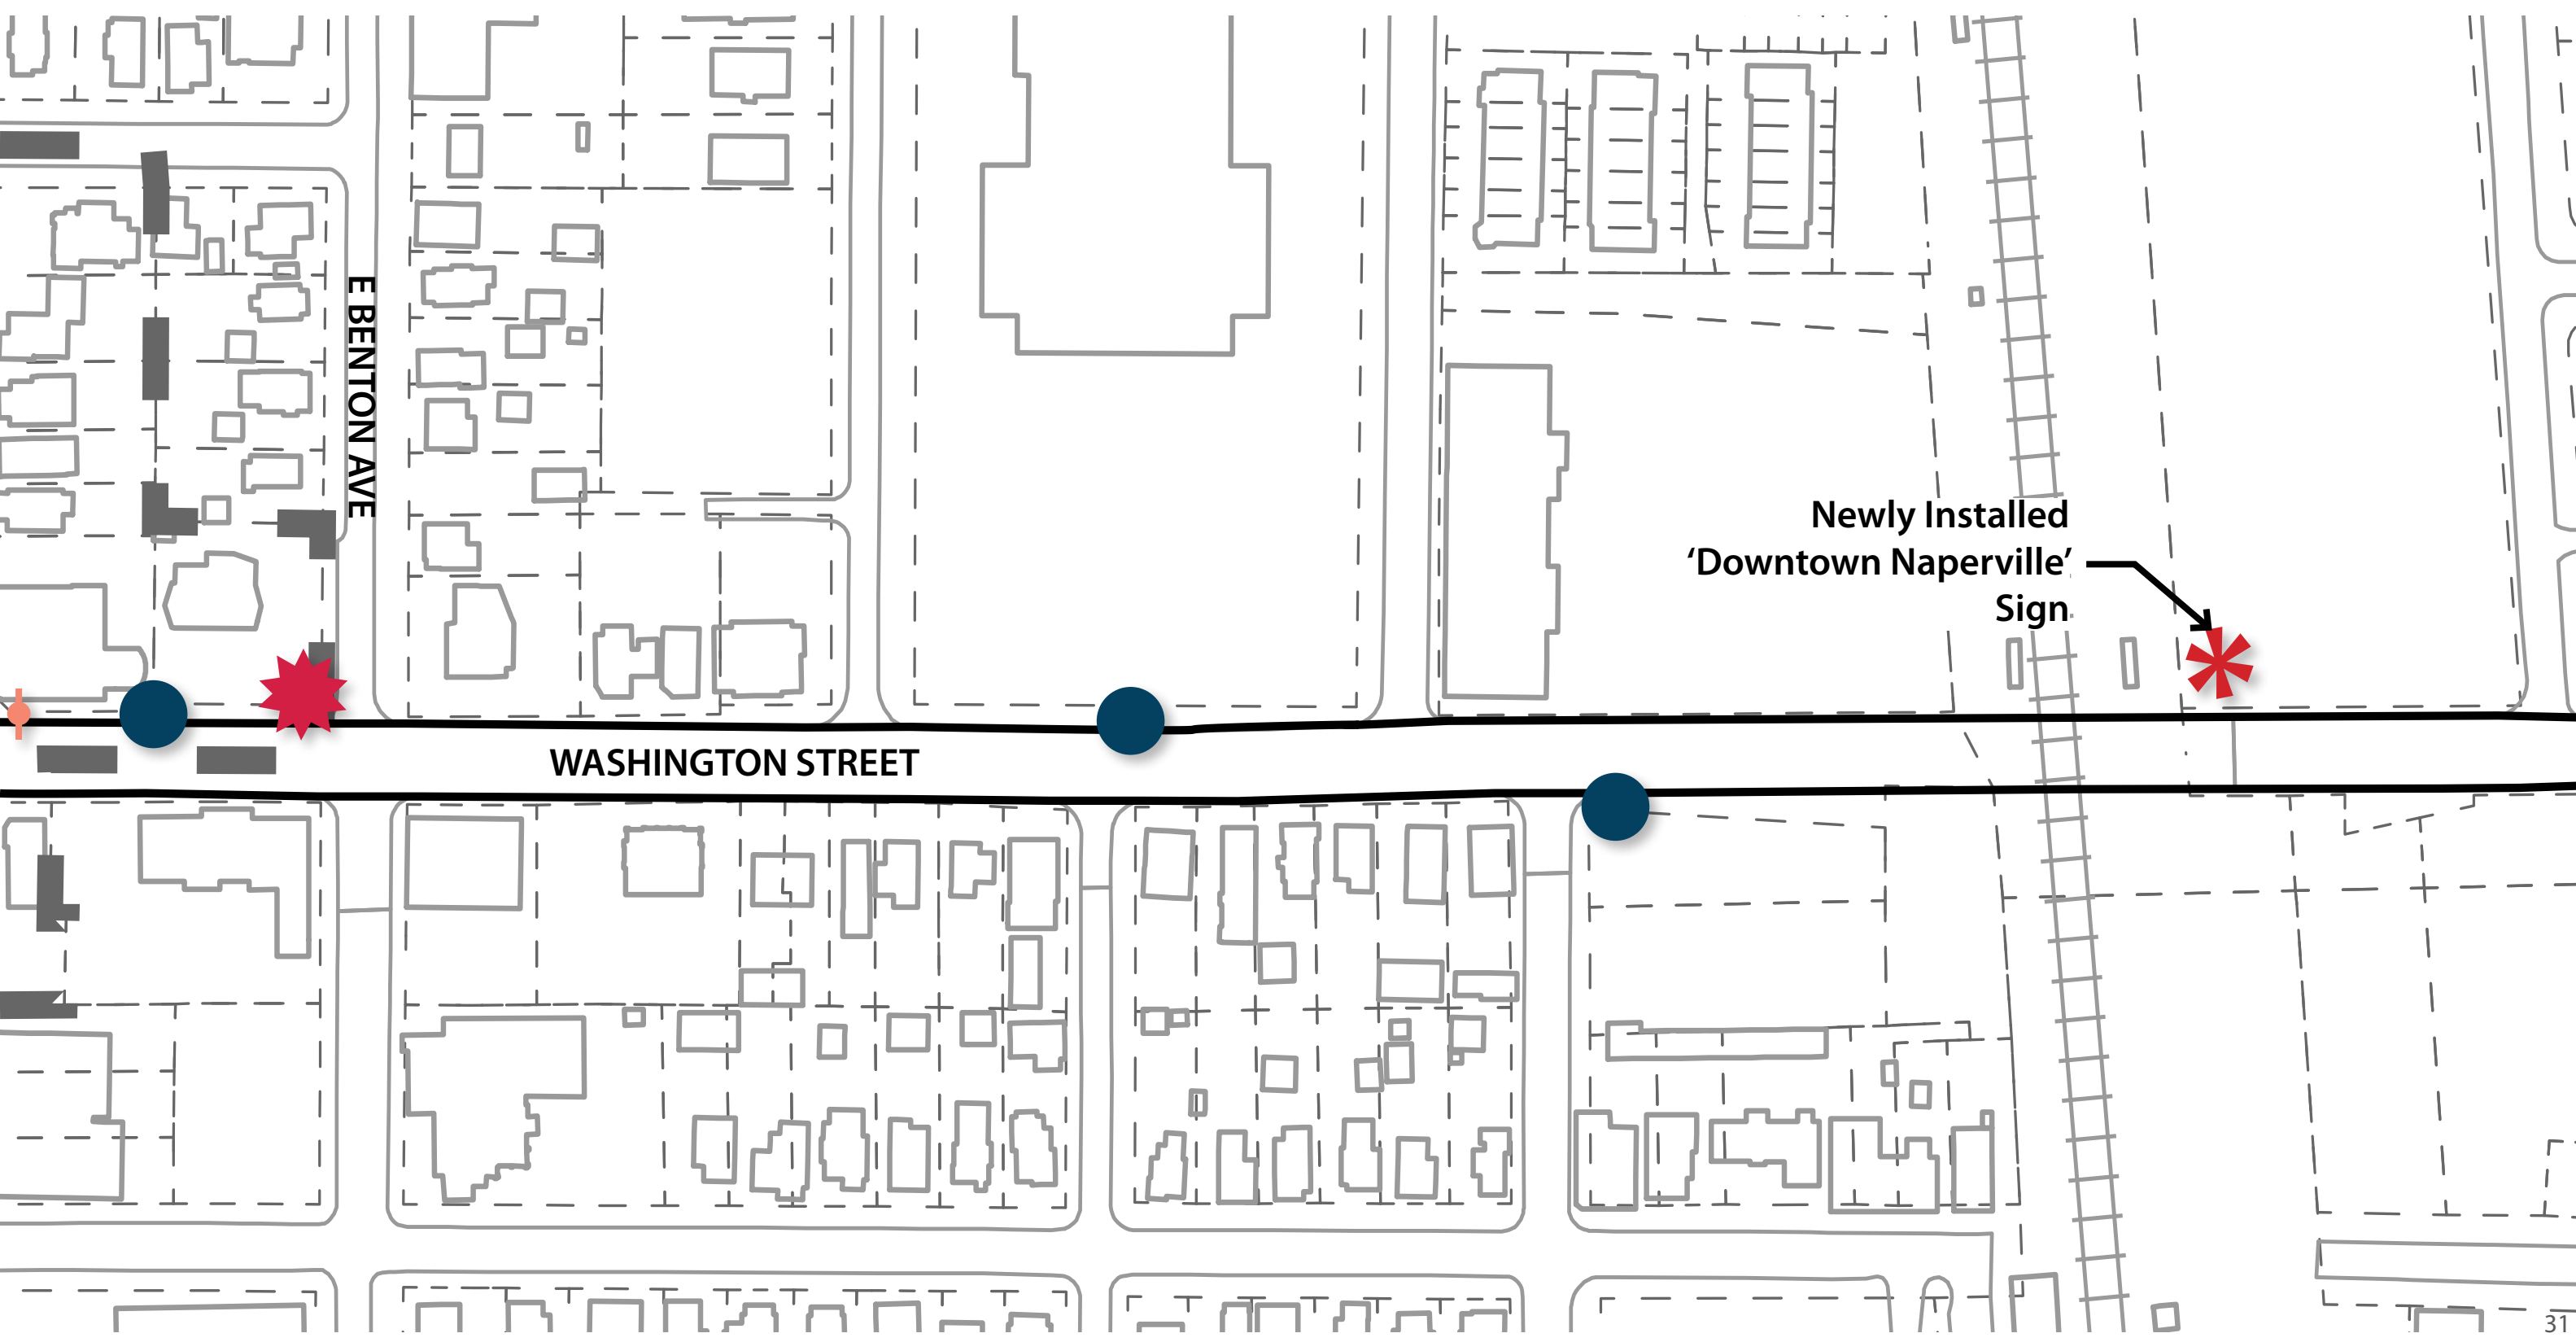 E BENTON AVE
Newly Installed
‘Downtown Naperville’
Sign
WASHINGTON STREET
31